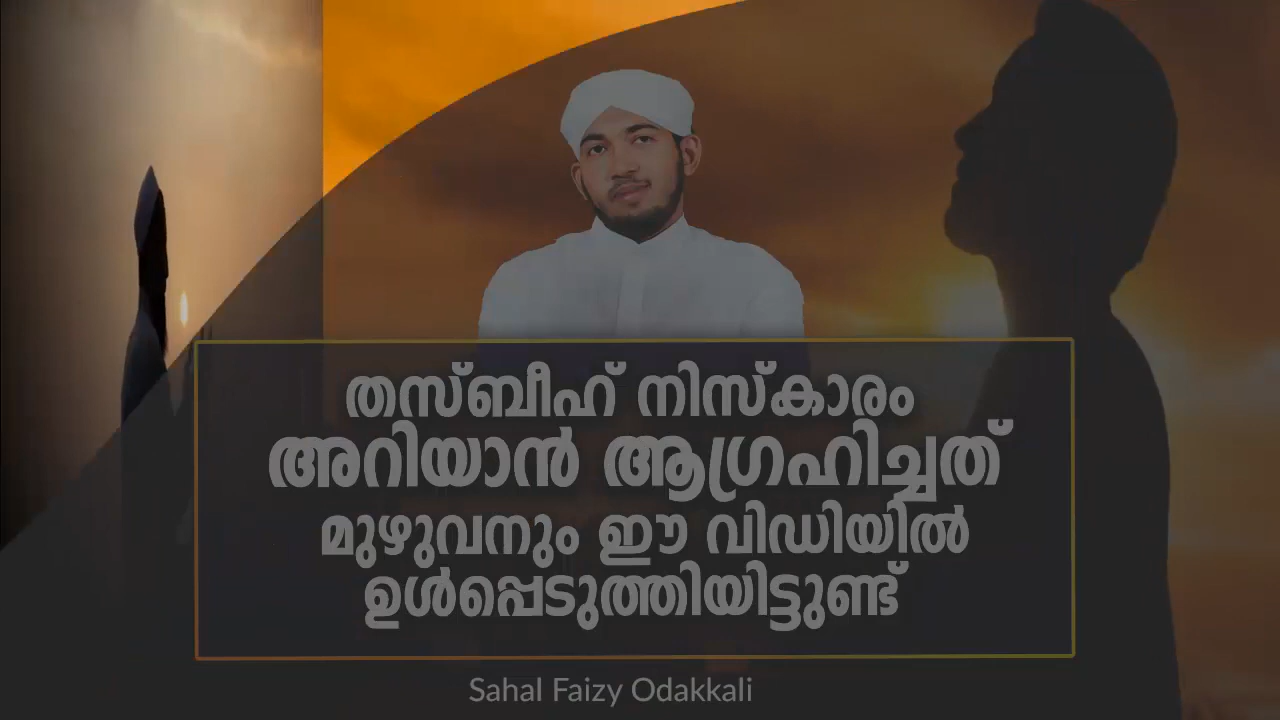 തസ്ബീഹ് നിസ്കാരം
അറിയാൻ ആഗ്രഹിച്ചത്
മുഴുവനും ഈ വിഡിയിൽ
ഉൾപ്പെടുത്തിയിട്ടുണ്ട്
Sahal Faizy Odakkali